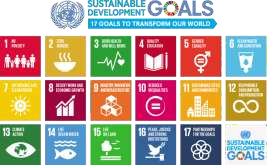 SUSTAINABLE
DEVELOPMENT GOALS
17 GOALS TO TRANSFORM OUR WORLD
1 NO POVERTY
2 ZERO HUNGER
3 GOOD HEALTH AND WELL-BEING
4 QUALITY EDUCATION
5 GENDER EQUALITY
6 CLEAN WATER AND SANITATION
7 AFFORDABLE AND CLEAN ENERGY
8 DECENT WORK AND ECONOMIC GROWTH
9 INDUSTRY, INNOVATION AND INFRASTRUCTURE
10 REDUCED INEQUALITIES
11 SUSTAINABLE CITIES AND COMMUNITIES
12 RESPONSIBLE CONSUMPTION AND PRODUCTION
13 CLIMATE ACTION
14 LIFE BELOW WATER
15 LIFE ON LAND
16 PEACE, JUSTICE AND STRONG INSTITUTIONS
17 PARTNERSHIPS FOR THE GOALS
SUSTAINABLE
DEVELOPMENT
GOALS